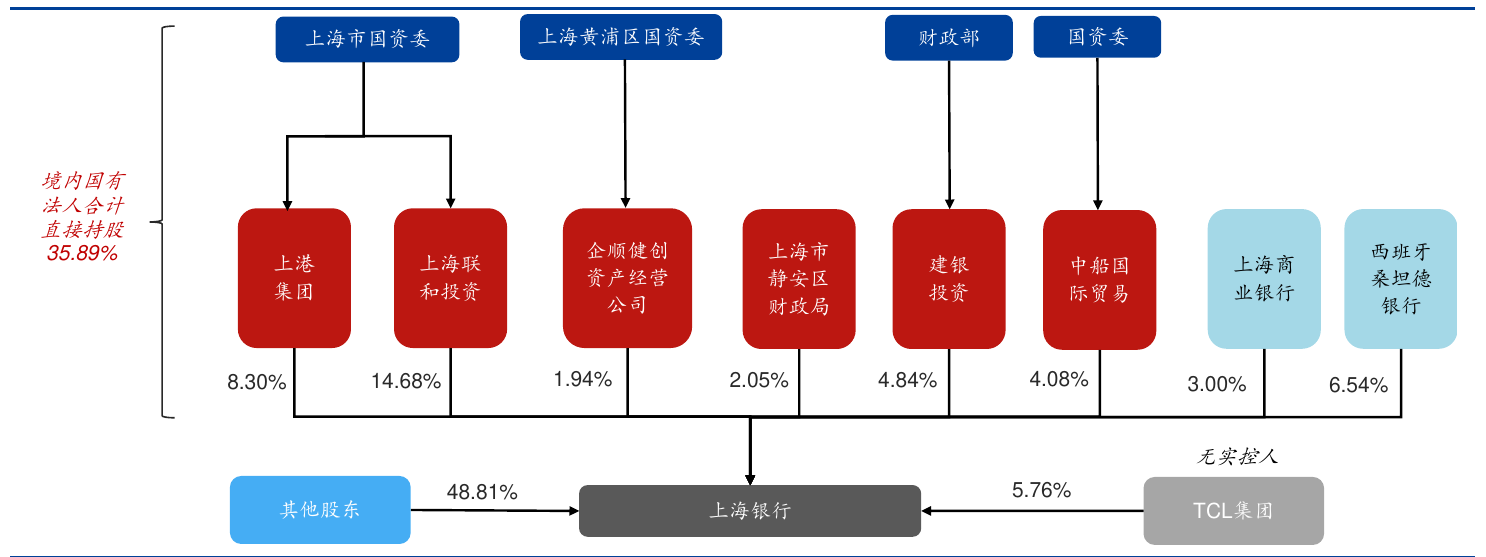 上海市国资委
上海黄浦区国资委
财政部
国资委
境内国有
法人合计
直接持股
35.89%
上港
集团
上海联
和投资
企顺健创
资产经营
公司
上海市
静安区
财政局
建银
投资
中船国
际贸易
上海商
业银行
西班牙
桑坦德
银行
8.30%
14.68%
1.94%
2.05%
4.84%
4.08%
3.00%
6.54%
无实控人
其他股东
48.81%
上海银行
5.76%
TCL集团